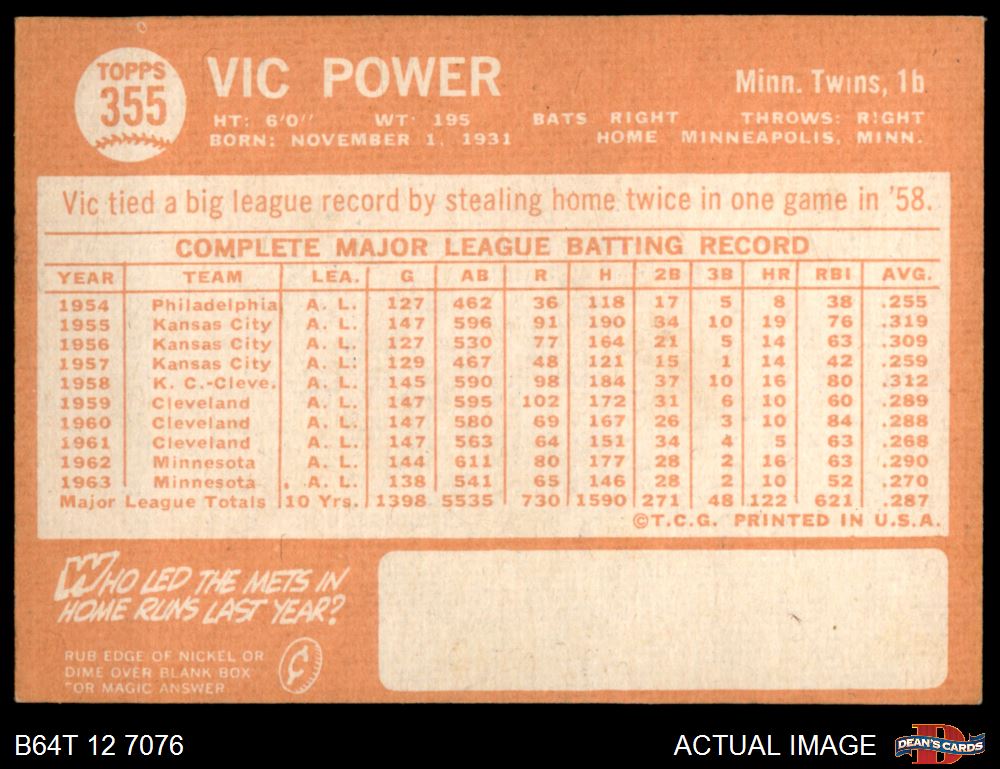 TOPPS
355
VIC POWER
Minn. Twins, 1b
HT: 6'0" WT. 195 BATS RIGHT THROWS: RIGHT
BORN: NOVEMBER 1, 1931 HOME MINNEAPOLIS, MINN.
Vic tied a big league record by stealing home twice in one game in '58.
COMPLETE MAJOR LEAGUE BATTING RECORD
YEAR TEAM LEA. G AB R H 2B 3B HR RBI AVG.
1954 Philadelphia A. L. 127 462 36 118 17 5 8 38 .255
1955 Kansas City A. L. 147 596 91 190 34 10 19 76 .319
1956 Kansas City A. L. 127 530 77 164 21 5 14 63 .309
1957 Kansas City A. L. 129 467 48 121 15 1 14 42 .259
1958 K. C.-Cleve. A. L. 145 590 98 184 37 10 16 80 .312
1959 Cleveland A. L. 147 595 102 172 31 6 10 60 .289
1960 Cleveland A. L. 147 580 69 167 26 3 10 84 .288
1961 Cleveland A. L. 147 563 64 151 34 4 5 63 .268
1962 Minnesota A. L. 144 611 80 177 28 2 16 63 .290
1963 Minnesota A. L. 138 541 65 146 28 2 10 52 .270
Major League Totals 10 Yrs. 1398 5535 730 1590 271 48 122 621 .287
©T.C.G. PRINTED IN U.S.A.
WHO LED THE METS IN
HOME RUNS LAST YEAR?
RUB EDGE OF NICKEL OR
DIME OVER BLANK BOX
FOR MAGIC ANSWER
B64T 12 7076
ACTUAL IMAGE
D
DEAN'S CARDS